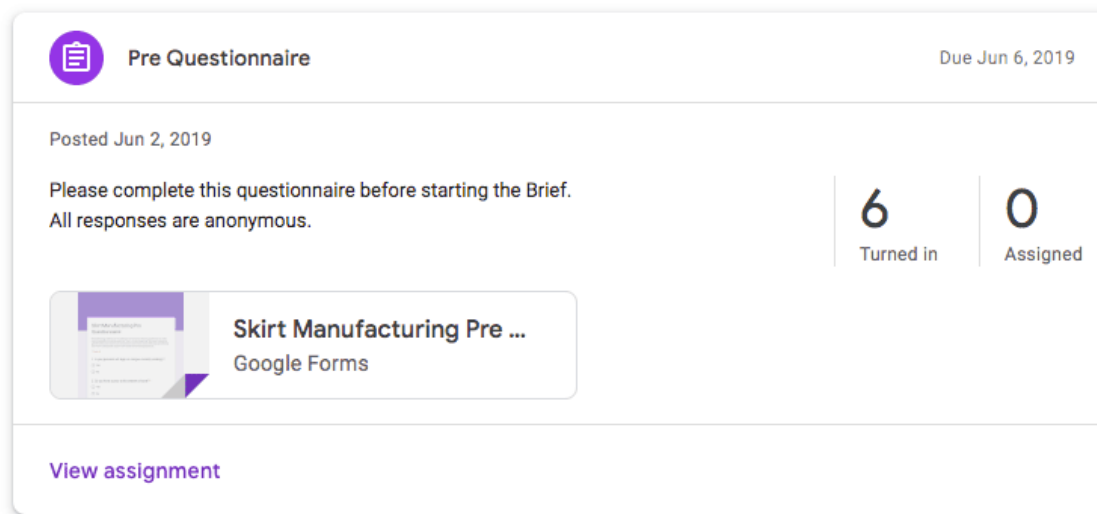 Pre Questionnaire
Due Jun 6, 2019
Posted Jun 2, 2019
Please complete this questionnaire before starting the Brief.
All responses are anonymous.
6
Turned in
0
Assigned
Skirt Manufacturing Pre ...
Google Forms
View assignment